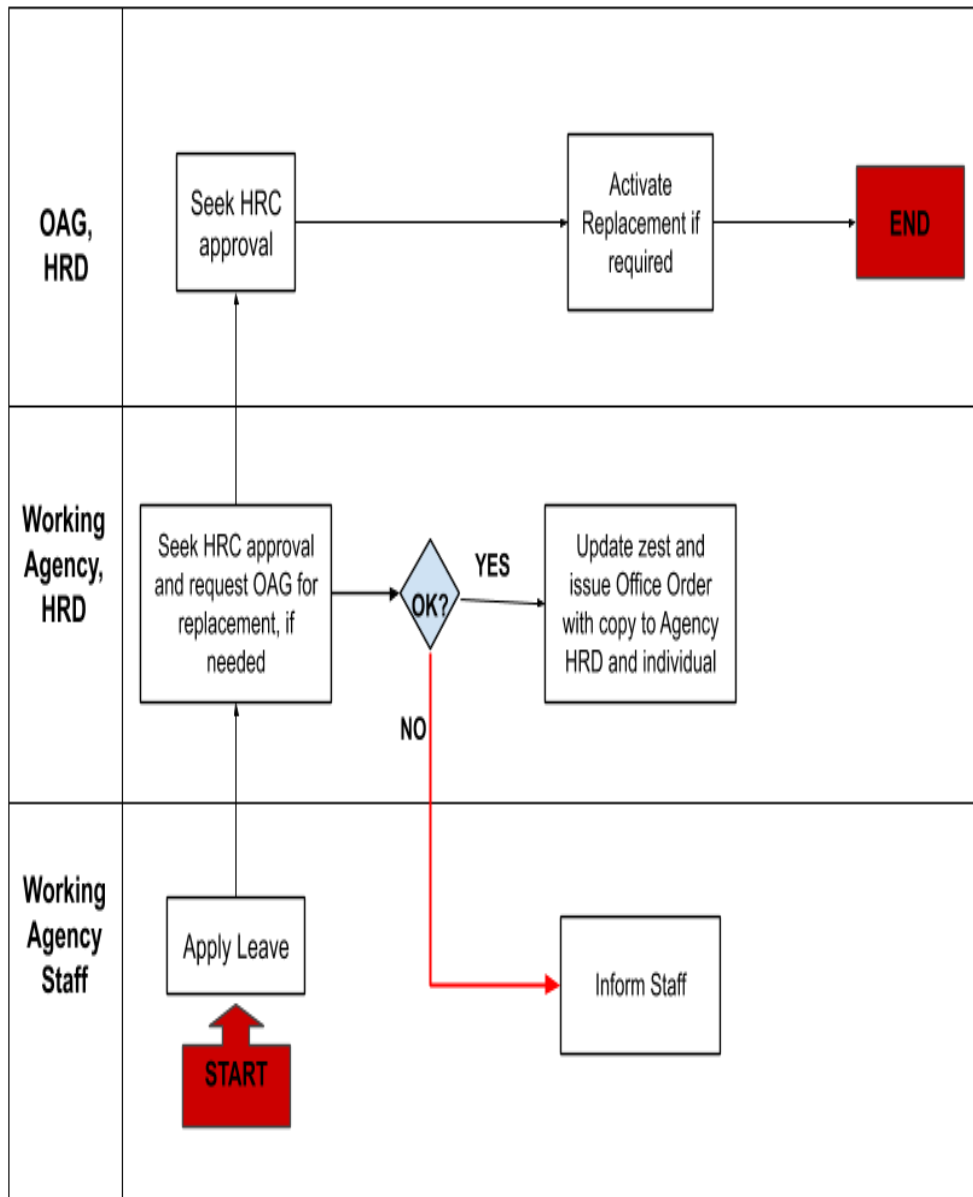 OAG,
HRD
Seek HRC
approval
Activate
Replacement if
required
END
Working
Agency,
HRD
Seek HRC approval
and request OAG for
replacement, if
needed
OK?
YES
NO
Update zest and
issue Office Order
with copy to Agency
HRD and individual
Working
Agency
Staff
Apply Leave
START
Inform Staff